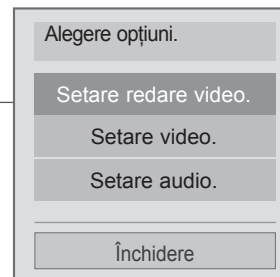 Alegere opțiuni.
Setare redare video.
Setare video.
Setare audio.
Închidere